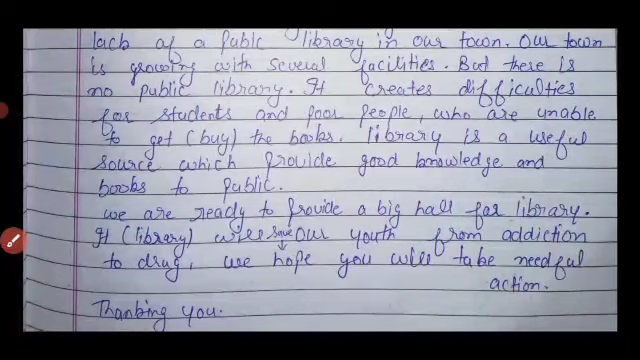 lack of a public library in our town. Our town
is growing with several facilities. But there is
no public library. It creates difficulties
for students and poor people, who are unable
to get (buy) the books. library is a useful
source which provide good knowledge and
books to public.
we are ready to provide a big hall for library.
It (library) will save our youth from addiction
to drug, we hope you will take needful
action.
Thanking you.